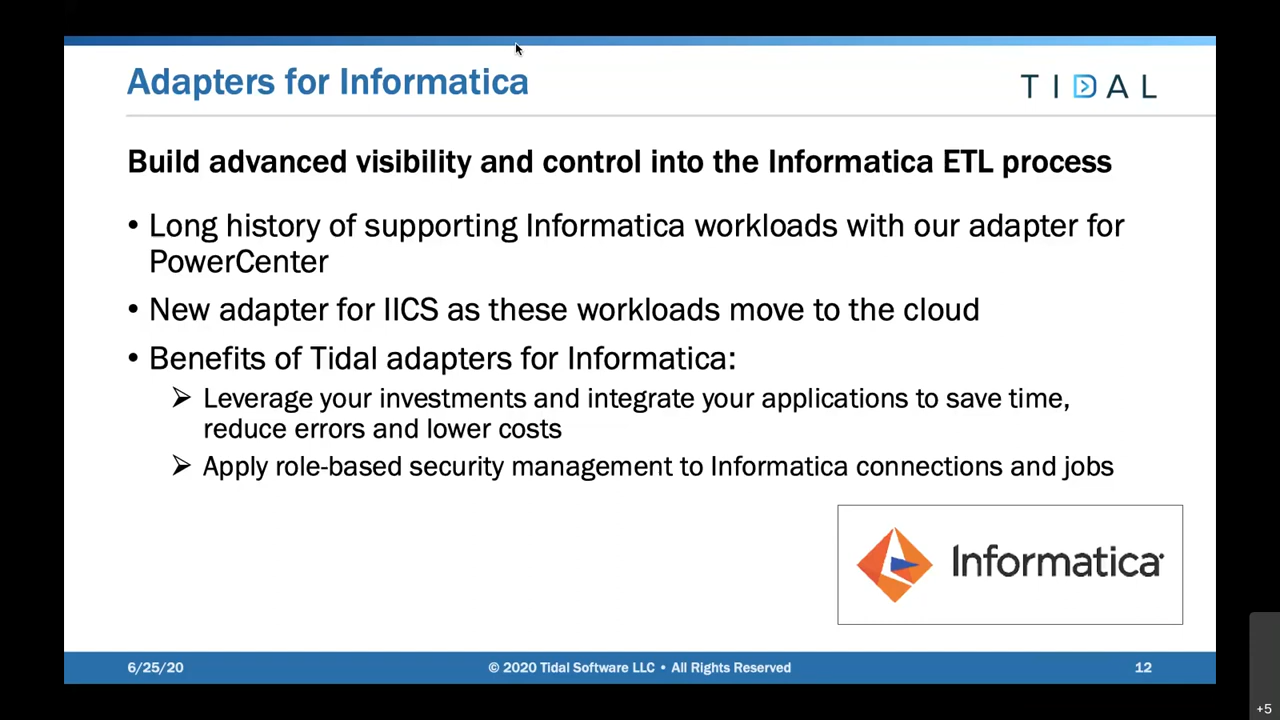 Adapters for Informatica
TIDAL
Build advanced visibility and control into the Informatica ETL process
• Long history of supporting Informatica workloads with our adapter for
PowerCenter
• New adapter for IICS as these workloads move to the cloud
• Benefits of Tidal adapters for Informatica:
➢ Leverage your investments and integrate your applications to save time,
reduce errors and lower costs
➢ Apply role-based security management to Informatica connections and jobs
Informatica
6/25/20
© 2020 Tidal Software LLC • All Rights Reserved
12
+5